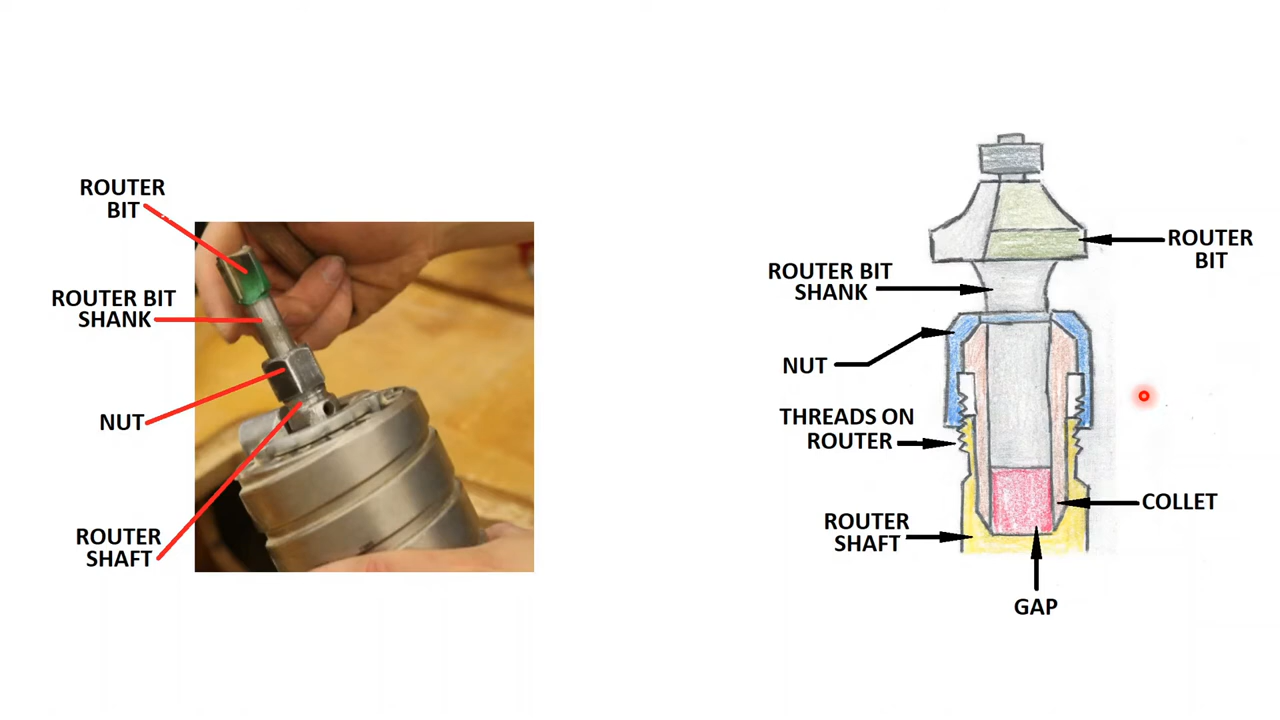 ROUTER
BIT
ROUTER BIT
SHANK
NUT
ROUTER
SHAFT
ROUTER
BIT
ROUTER BIT
SHANK
NUT
THREADS ON
ROUTER
COLLET
ROUTER
SHAFT
GAP